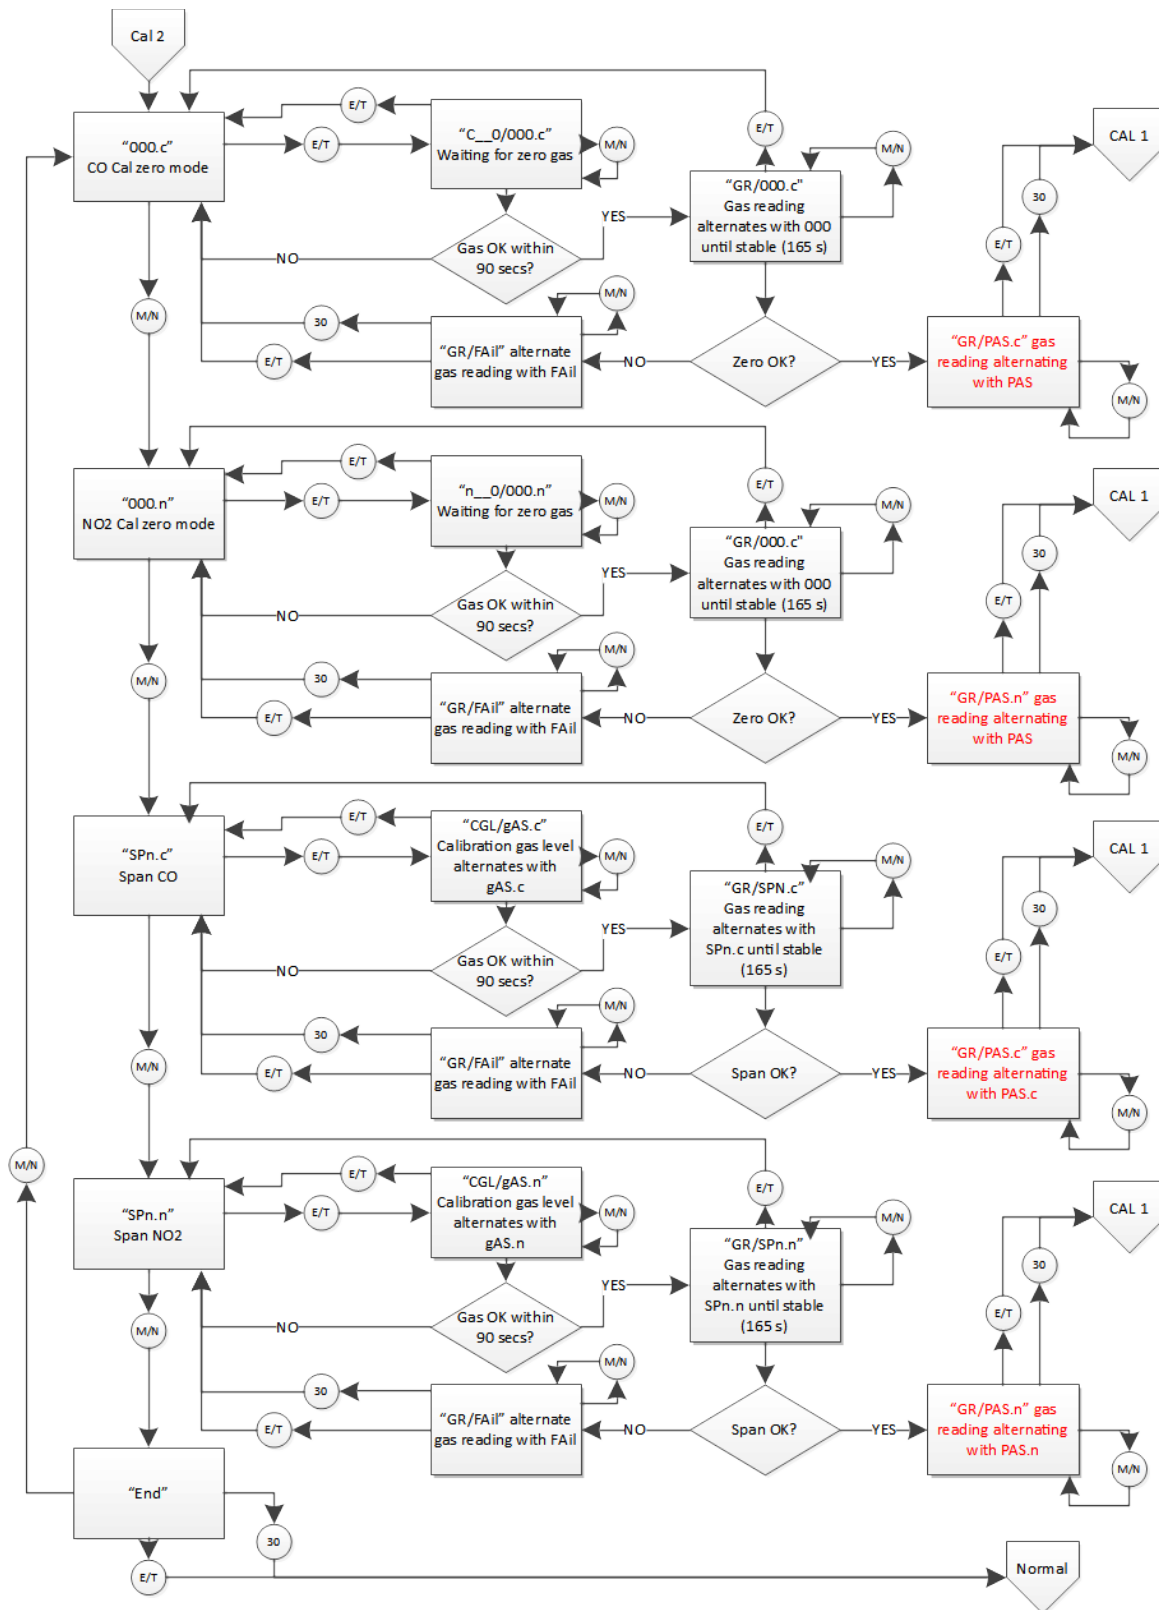 Cal 2
E/T
"000.c"
CO Cal zero mode
E/T
"C__0/000.c"
Waiting for zero gas
M/N
E/T
M/N
CAL 1
"GR/000.c"
Gas reading
alternates with 000
until stable (165 s)
30
E/T
Gas OK within
90 secs?
YES
NO
M/N
M/N
30
E/T
"GR/FAil" alternate
gas reading with FAil
NO
Zero OK?
YES
"GR/PAS.c" gas
reading alternating
with PAS
M/N
E/T
"000.n"
NO2 Cal zero mode
E/T
"n__0/000.n"
Waiting for zero gas
M/N
E/T
M/N
CAL 1
"GR/000.c"
Gas reading
alternates with 000
until stable (165 s)
30
E/T
Gas OK within
90 secs?
YES
NO
M/N
M/N
30
E/T
"GR/FAil" alternate
gas reading with FAil
NO
Zero OK?
YES
"GR/PAS.n" gas
reading alternating
with PAS
M/N
E/T
"SPn.c"
Span CO
E/T
"CGL/gAS.c"
Calibration gas level
alternates with
gAS.c
M/N
E/T
M/N
CAL 1
"GR/SPN.c"
Gas reading
alternates with
SPn.c until stable
(165 s)
30
E/T
Gas OK within
90 secs?
YES
NO
M/N
M/N
30
E/T
"GR/FAil" alternate
gas reading with FAil
NO
Span OK?
YES
"GR/PAS.c" gas
reading alternating
with PAS.c
M/N
M/N
E/T
"SPn.n"
Span NO2
E/T
"CGL/gAS.n"
Calibration gas level
alternates with
gAS.n
M/N
E/T
M/N
CAL 1
"GR/SPn.n"
Gas reading
alternates with
SPn.n until stable
(165 s)
30
E/T
Gas OK within
90 secs?
YES
NO
M/N
M/N
30
E/T
"GR/FAil" alternate
gas reading with FAil
NO
Span OK?
YES
"GR/PAS.n" gas
reading alternating
with PAS.n
M/N
"End"
30
E/T
Normal